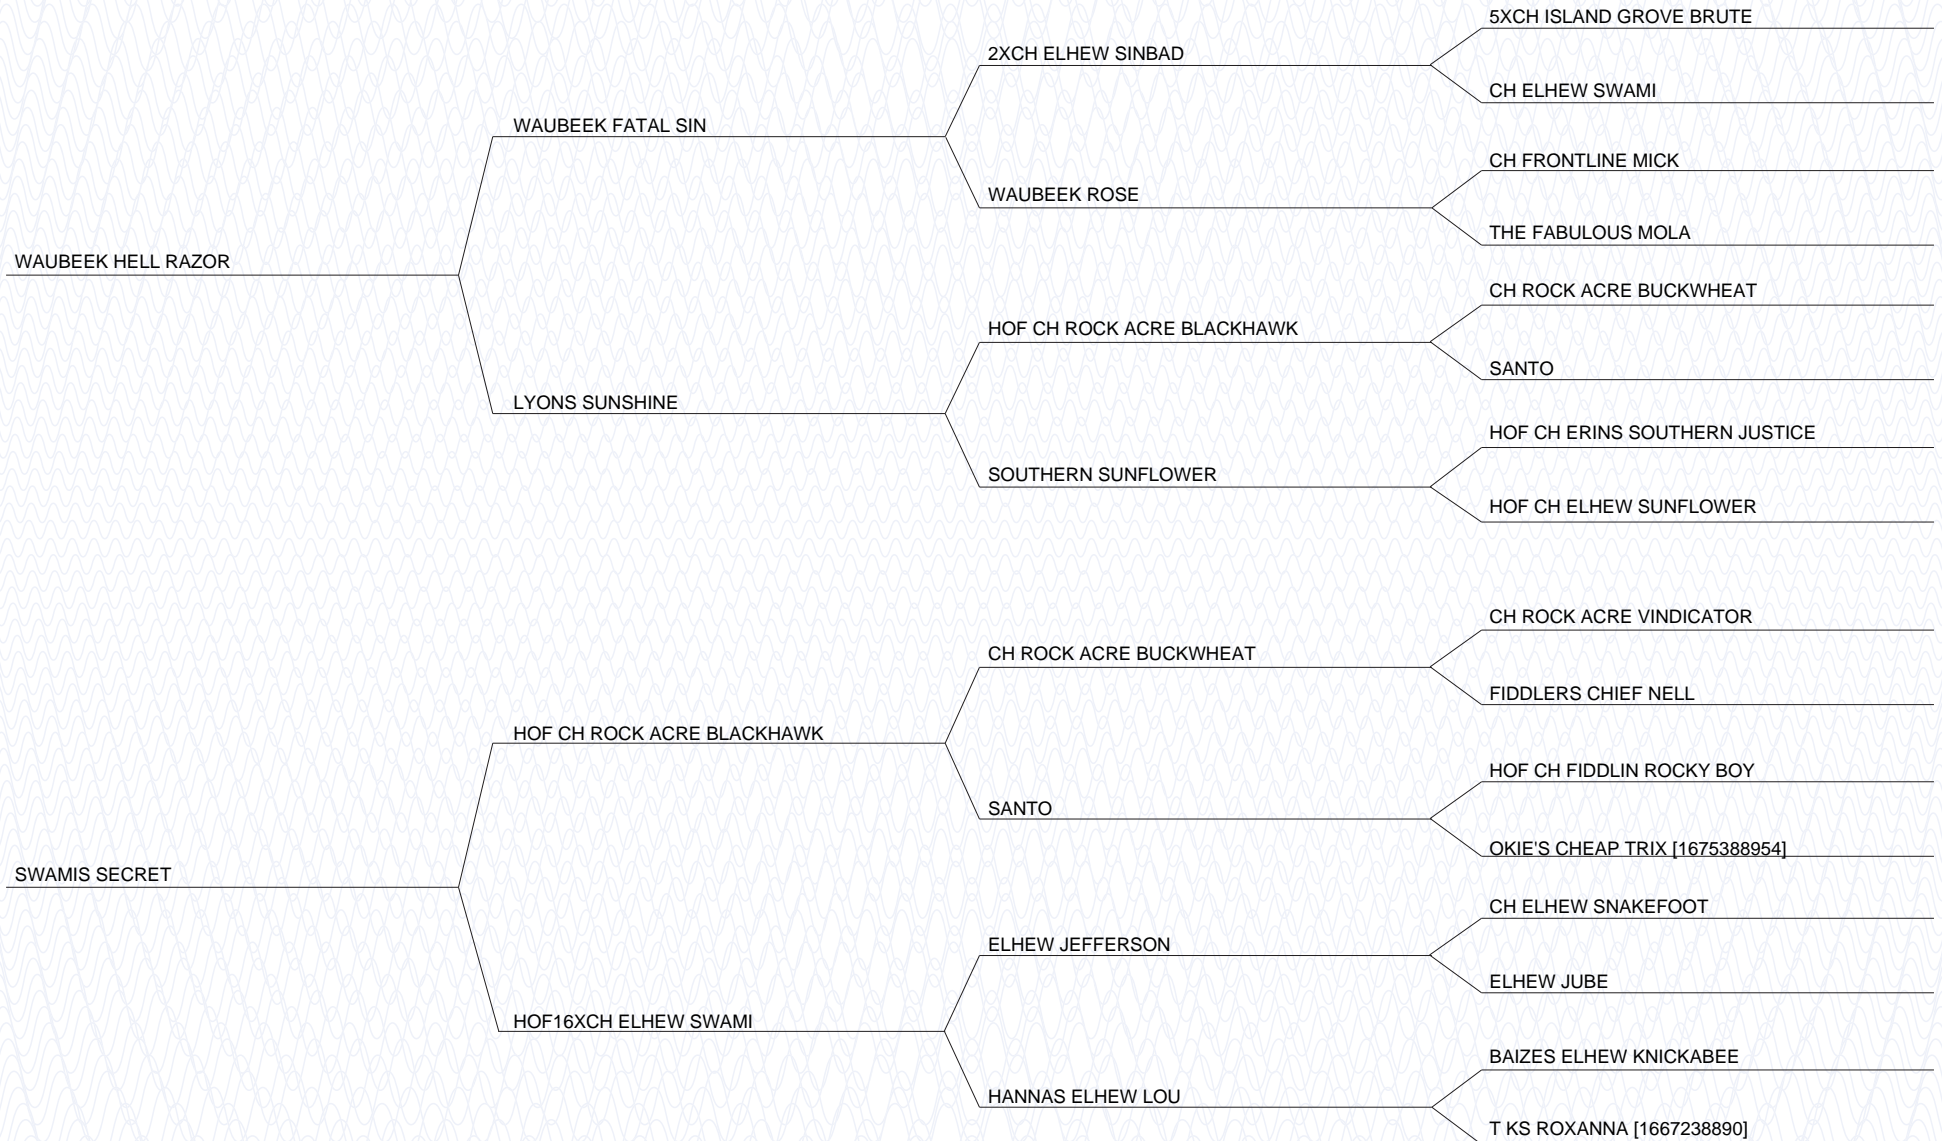 5XCH ISLAND GROVE BRUTE
2XCH ELHEW SINBAD
CH ELHEW SWAMI
WAUBEEK FATAL SIN
CH FRONTLINE MICK
WAUBEEK ROSE
THE FABULOUS MOLA
WAUBEEK HELL RAZOR
CH ROCK ACRE BUCKWHEAT
HOF CH ROCK ACRE BLACKHAWK
SANTO
LYONS SUNSHINE
HOF CH ERINS SOUTHERN JUSTICE
SOUTHERN SUNFLOWER
HOF CH ELHEW SUNFLOWER
CH ROCK ACRE VINDICATOR
CH ROCK ACRE BUCKWHEAT
FIDDLERS CHIEF NELL
HOF CH ROCK ACRE BLACKHAWK
HOF CH FIDDLIN ROCKY BOY
SANTO
OKIE'S CHEAP TRIX [1675388954]
SWAMIS SECRET
CH ELHEW SNAKEFOOT
ELHEW JEFFERSON
ELHEW JUBE
HOF16XCH ELHEW SWAMI
BAIZES ELHEW KNICKABEE
HANNAS ELHEW LOU
T KS ROXANNA [1667238890]